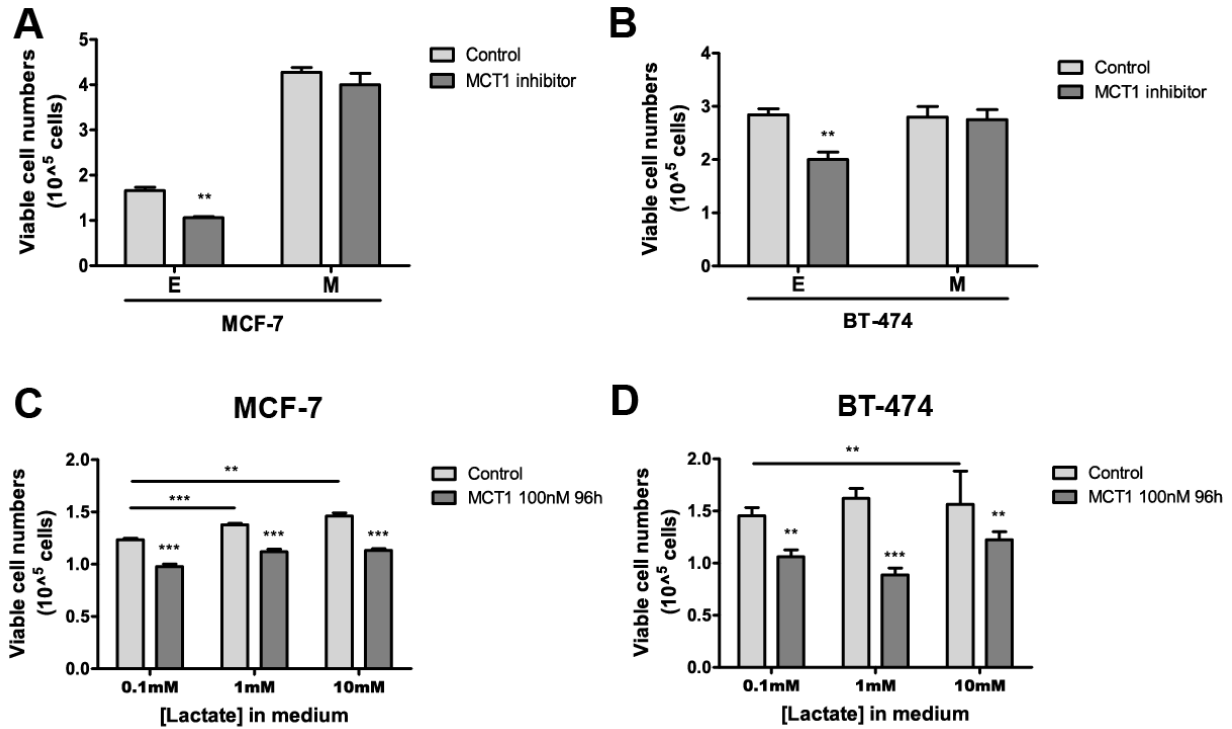 A
Viable cell numbers
(10^5 cells)
5
4
3
2
1
0
**
E
M
MCF-7
Control
MCT1 inhibitor
B
Viable cell numbers
(10^5 cells)
4
3
2
1
0
**
E
M
BT-474
Control
MCT1 inhibitor
C
MCF-7
Viable cell numbers
(10^5 cells)
2.0
1.5
1.0
0.5
0.0
**
***
***
***
***
0.1mM
1mM
10mM
[Lactate] in medium
Control
MCT1 100nM 96h
D
BT-474
Viable cell numbers
(10^5 cells)
2.0
1.5
1.0
0.5
0.0
**
**
***
**
0.1mM
1mM
10mM
[Lactate] in medium
Control
MCT1 100nM 96h